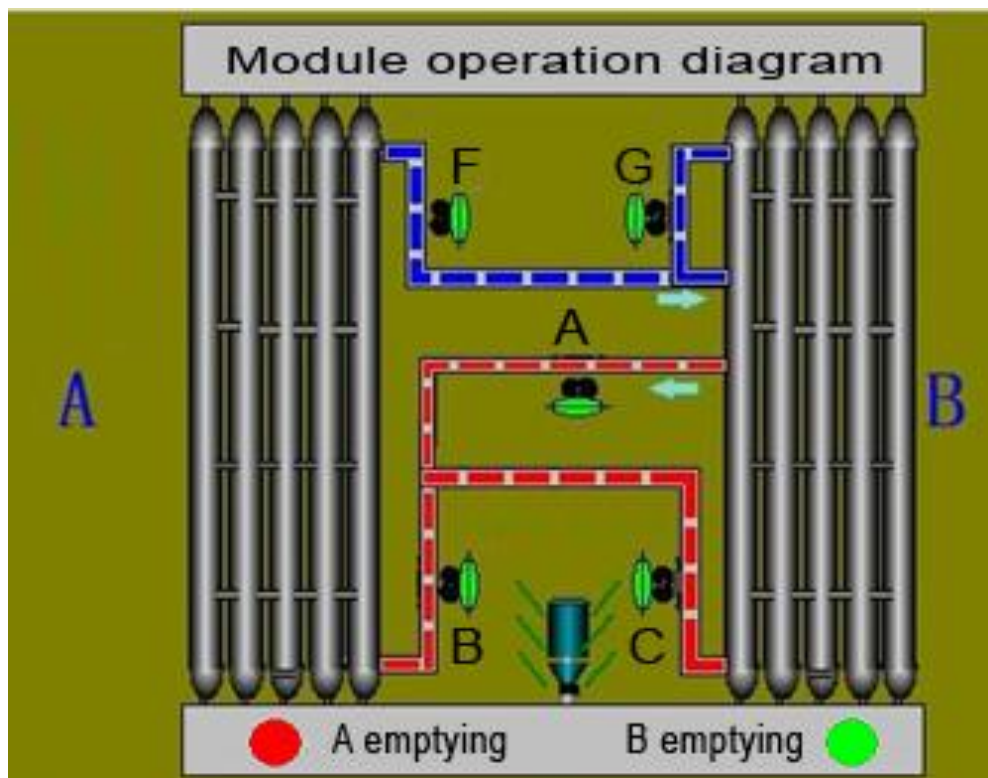 Module operation diagram
F G
A
A B
B C
A emptying B emptying